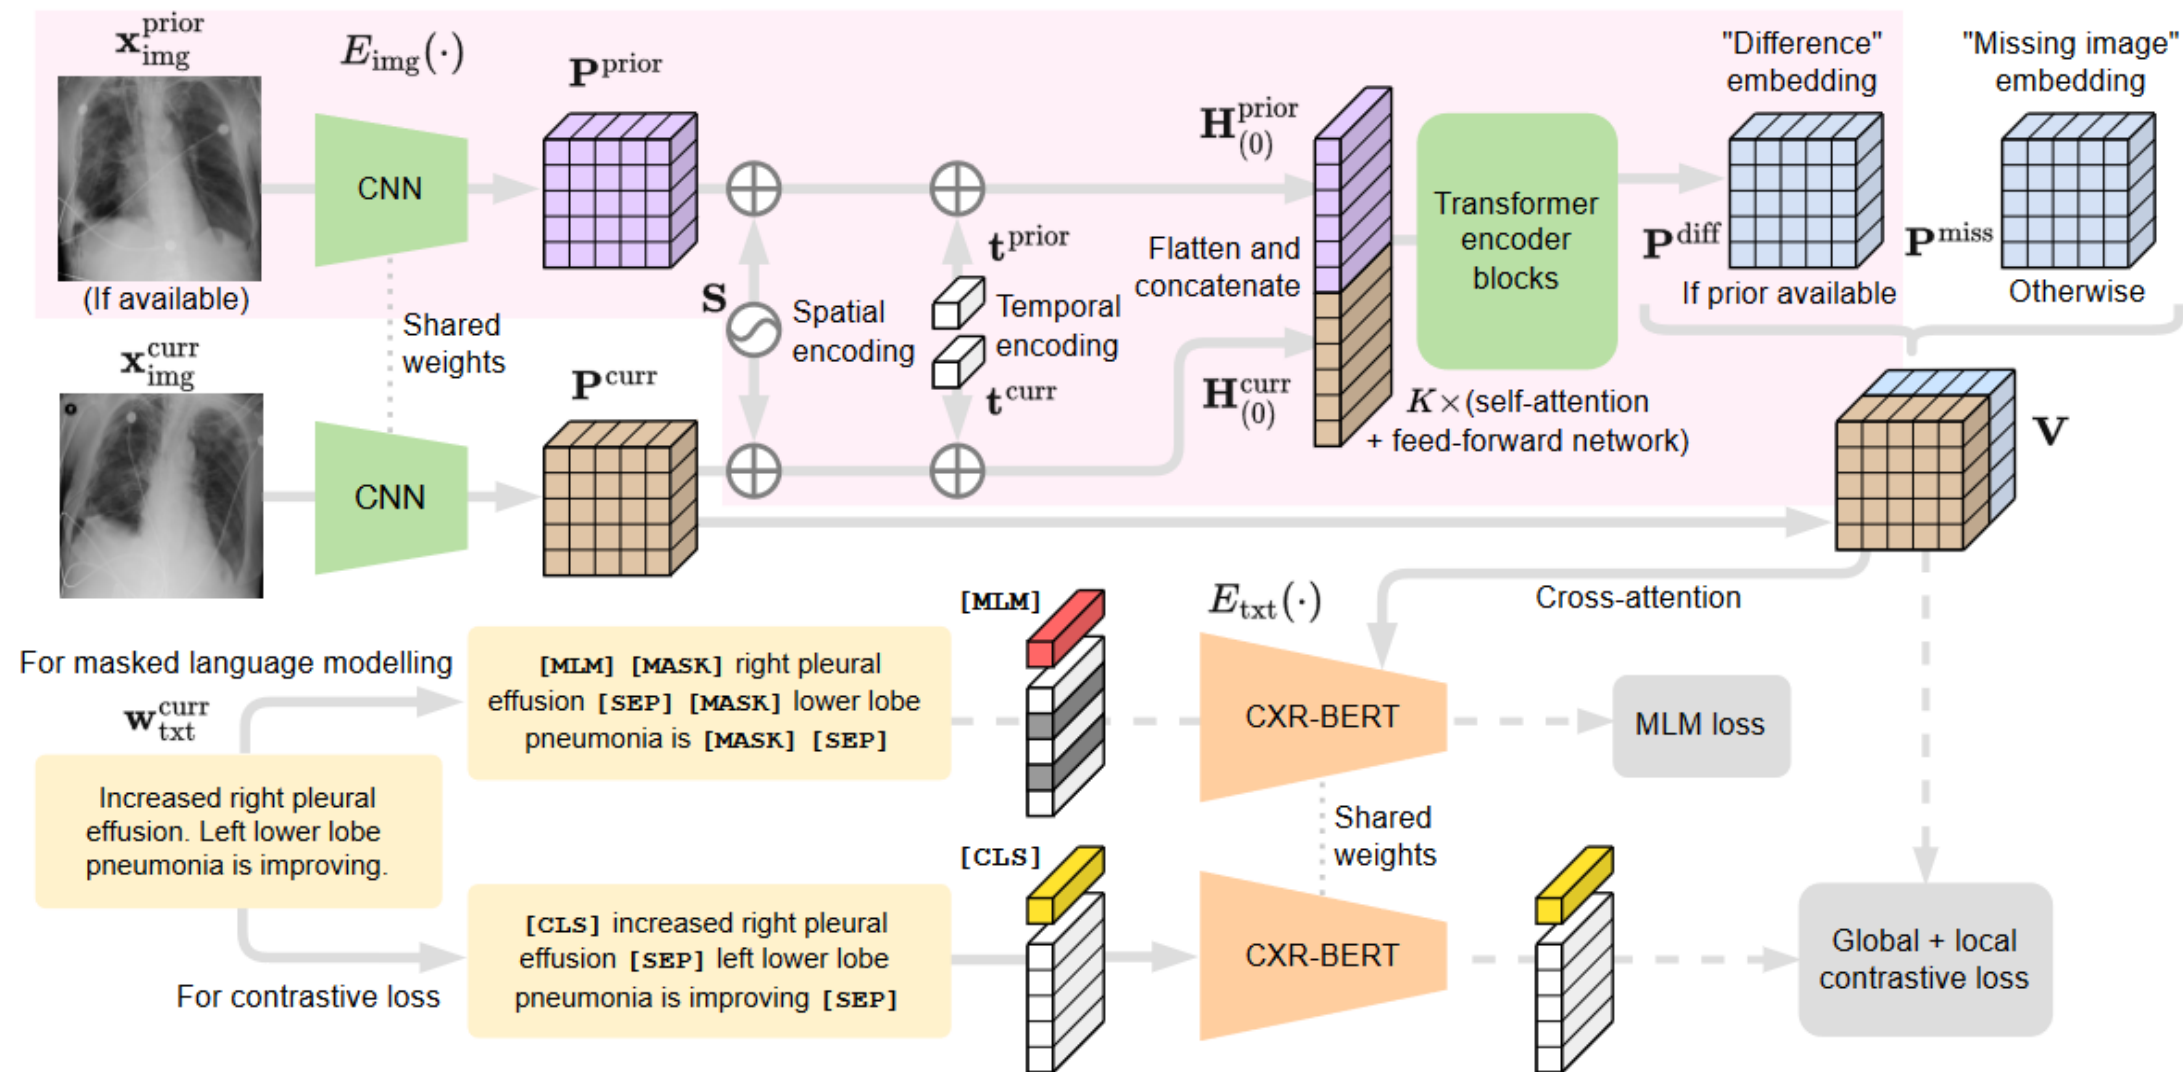 x_img^prior
E_img(·)
P^prior
(If available)
CNN
Shared
weights
x_img^curr
CNN
P^curr
S
Spatial
encoding
t^prior
Temporal
encoding
t^curr
H_(0)^prior
Flatten and
concatenate
H_(0)^curr
Transformer
encoder
blocks
K×(self-attention
+ feed-forward network)
"Difference"
embedding
P^diff
If prior available
"Missing image"
embedding
P^miss
Otherwise
V
Cross-attention
For masked language modelling
w_txt^curr
Increased right pleural
effusion. Left lower lobe
pneumonia is improving.
For contrastive loss
[MLM] [MASK] right pleural
effusion [SEP] [MASK] lower lobe
pneumonia is [MASK] [SEP]
[MLM]
E_txt(·)
CXR-BERT
MLM loss
Shared
weights
[CLS] increased right pleural
effusion [SEP] left lower lobe
pneumonia is improving [SEP]
[CLS]
CXR-BERT
Global + local
contrastive loss